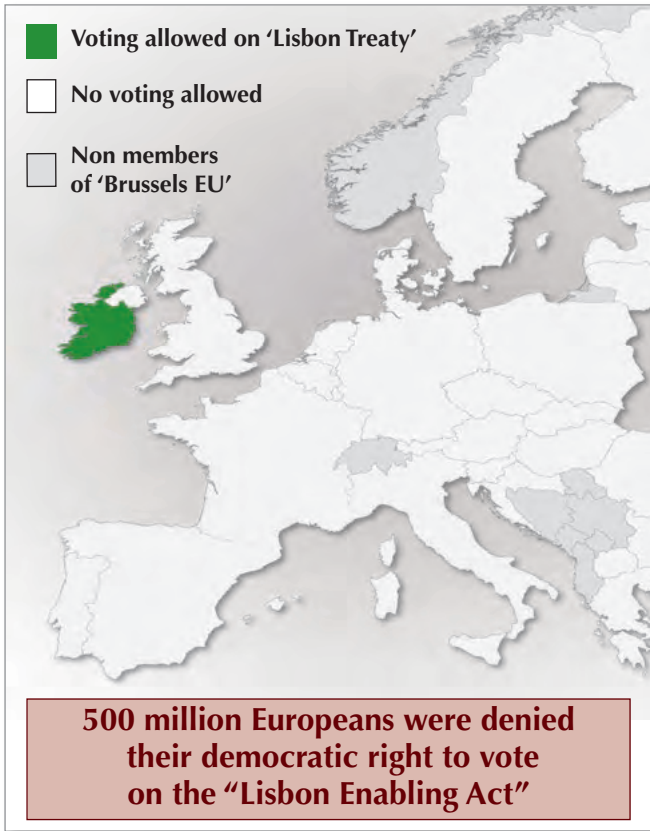 Voting allowed on ‘Lisbon Treaty’
No voting allowed
Non members
of ‘Brussels EU’
500 million Europeans were denied
their democratic right to vote
on the “Lisbon Enabling Act”